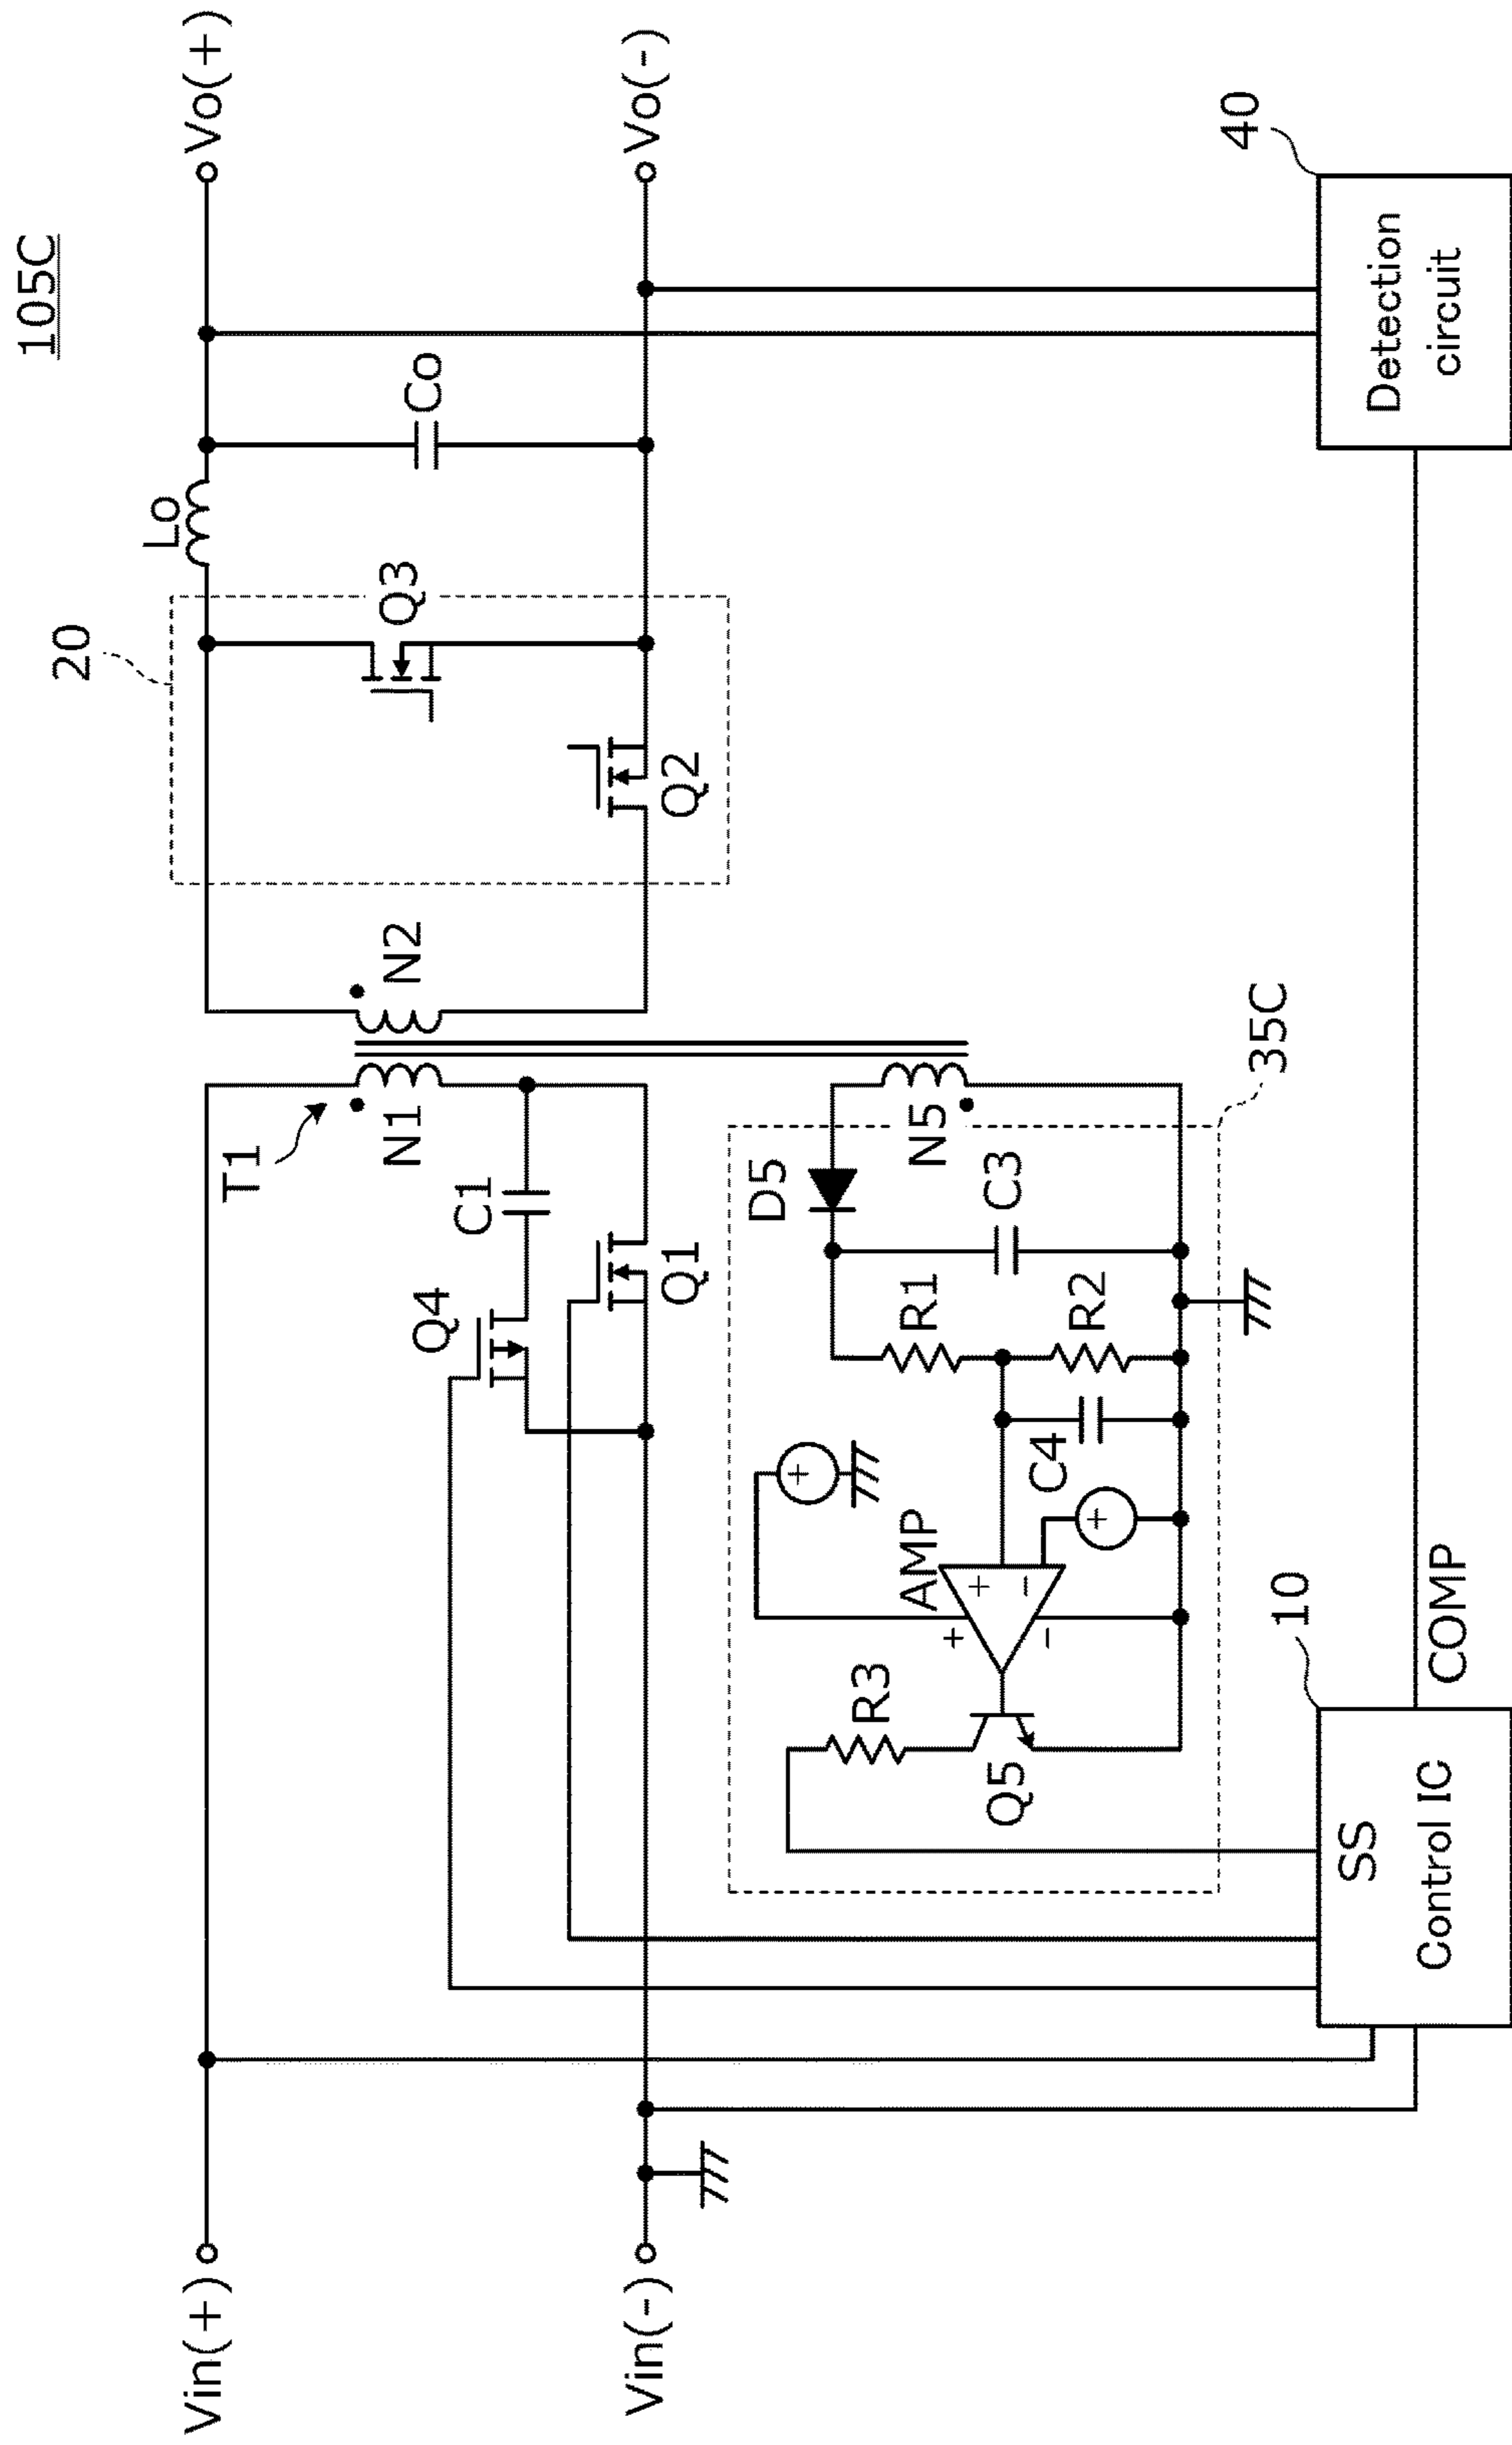 105C
20
Lo
Vin(+)
Vo(+)
T1
N1
N2
Q3
Co
Q4
C1
Q1
Q2
Vin(-)
Vo(-)
D5
R3
AMP
R1
N5
+
+
+
-
-
+
Q5
C4
R2
C3
35C
10
40
SS
Control IC
COMP
Detection
circuit